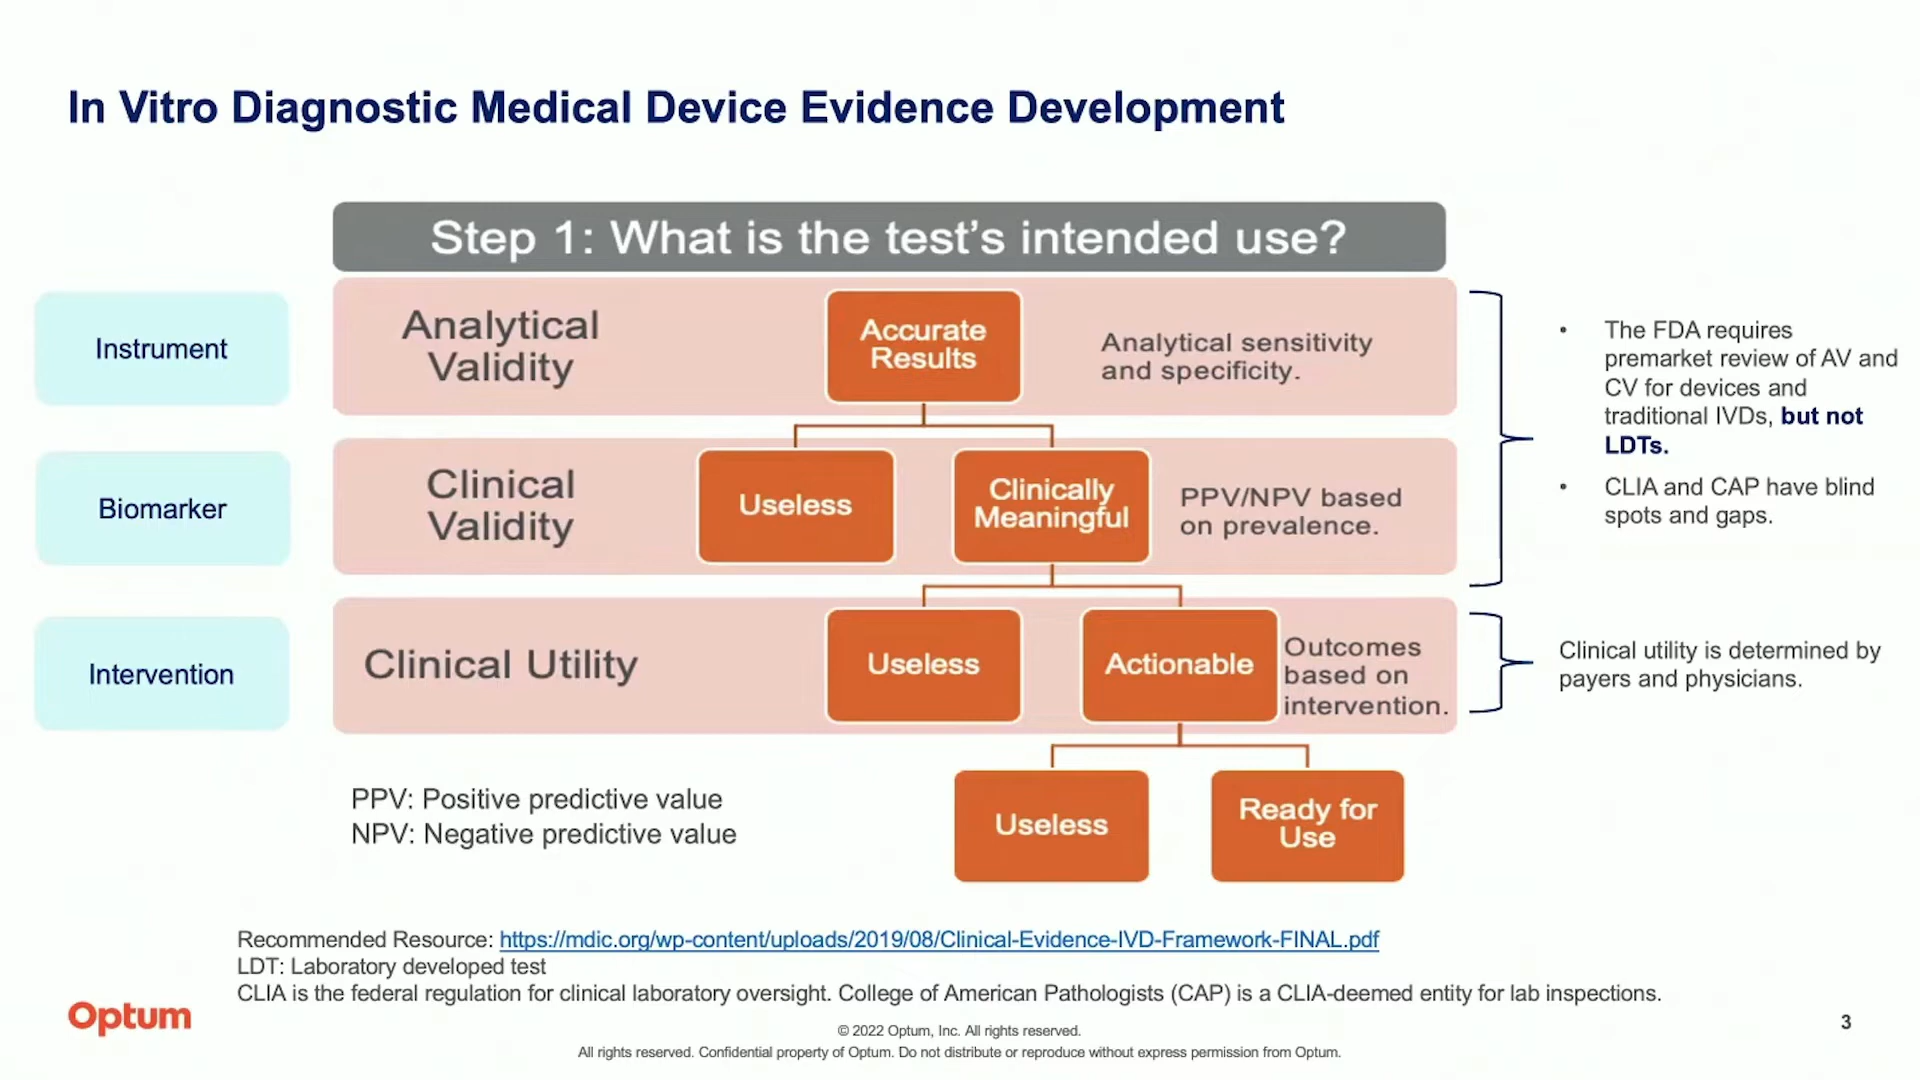 In Vitro Diagnostic Medical Device Evidence Development
Step 1: What is the test's intended use?
Instrument
Analytical
Validity
Accurate
Results
Analytical sensitivity
and specificity.
Biomarker
Clinical
Validity
Useless
Clinically
Meaningful
PPV/NPV based
on prevalence.
• The FDA requires
premarket review of AV and
CV for devices and
traditional IVDs, but not
LDTs.
• CLIA and CAP have blind
spots and gaps.
Intervention
Clinical Utility
Useless
Actionable
Outcomes
based on
intervention.
Clinical utility is determined by
payers and physicians.
Useless
Ready for
Use
PPV: Positive predictive value
NPV: Negative predictive value
Recommended Resource: https://mdic.org/wp-content/uploads/2019/08/Clinical-Evidence-IVD-Framework-FINAL.pdf
LDT: Laboratory developed test
CLIA is the federal regulation for clinical laboratory oversight. College of American Pathologists (CAP) is a CLIA-deemed entity for lab inspections.
Optum
© 2022 Optum, Inc. All rights reserved.
All rights reserved. Confidential property of Optum. Do not distribute or reproduce without express permission from Optum.
3